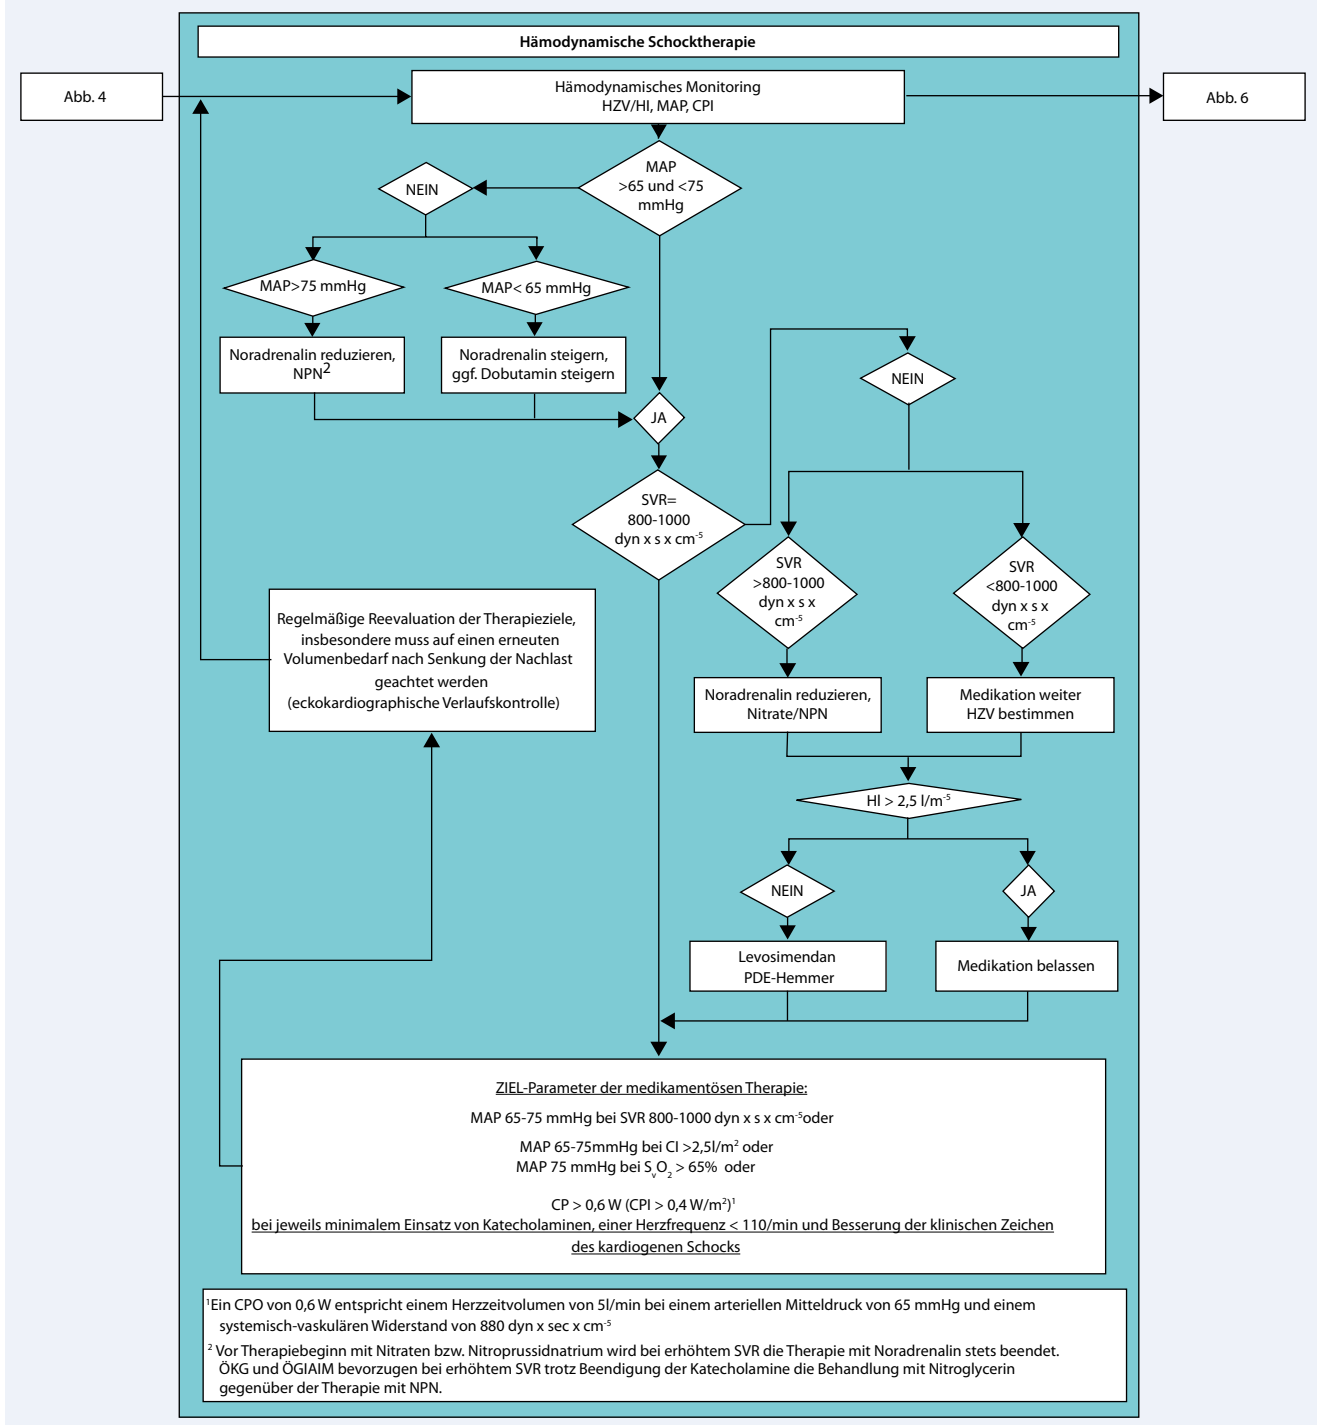 Hämodynamische Schocktherapie
Abb. 4
Hämodynamisches Monitoring
HZV/HI, MAP, CPI
Abb. 6
MAP
>65 und <75
mmHg
NEIN
MAP>75 mmHg
MAP< 65 mmHg
Noradrenalin reduzieren,
NPN²
Noradrenalin steigern,
ggf. Dobutamin steigern
JA
NEIN
SVR=
800-1000
dyn x s x cm⁻⁵
SVR
>800-1000
dyn x s x
cm⁻⁵
SVR
<800-1000
dyn x s x
cm⁻⁵
Regelmäßige Reevaluation der Therapieziele,
insbesondere muss auf einen erneuten
Volumenbedarf nach Senkung der Nachlast
geachtet werden
(eckokardiographische Verlaufskontrolle)
Noradrenalin reduzieren,
Nitrate/NPN
Medikation weiter
HZV bestimmen
HI > 2,5 l/m⁻⁵
NEIN
JA
Levosimendan
PDE-Hemmer
Medikation belassen
ZIEL-Parameter der medikamentösen Therapie:
MAP 65-75 mmHg bei SVR 800-1000 dyn x s x cm⁻⁵oder
MAP 65-75mmHg bei CI >2,5l/m² oder
MAP 75 mmHg bei SᵥO₂ > 65% oder
CP > 0,6 W (CPI > 0,4 W/m²)¹
bei jeweils minimalem Einsatz von Katecholaminen, einer Herzfrequenz < 110/min und Besserung der klinischen Zeichen
des kardiogenen Schocks
¹Ein CPO von 0,6 W entspricht einem Herzzeitvolumen von 5l/min bei einem arteriellen Mitteldruck von 65 mmHg und einem
systemisch-vaskulären Widerstand von 880 dyn x sec x cm⁻⁵
² Vor Therapiebeginn mit Nitraten bzw. Nitroprussidnatrium wird bei erhöhtem SVR die Therapie mit Noradrenalin stets beendet.
ÖKG und ÖGIAIM bevorzugen bei erhöhtem SVR trotz Beendigung der Katecholamine die Behandlung mit Nitroglycerin
gegenüber der Therapie mit NPN.